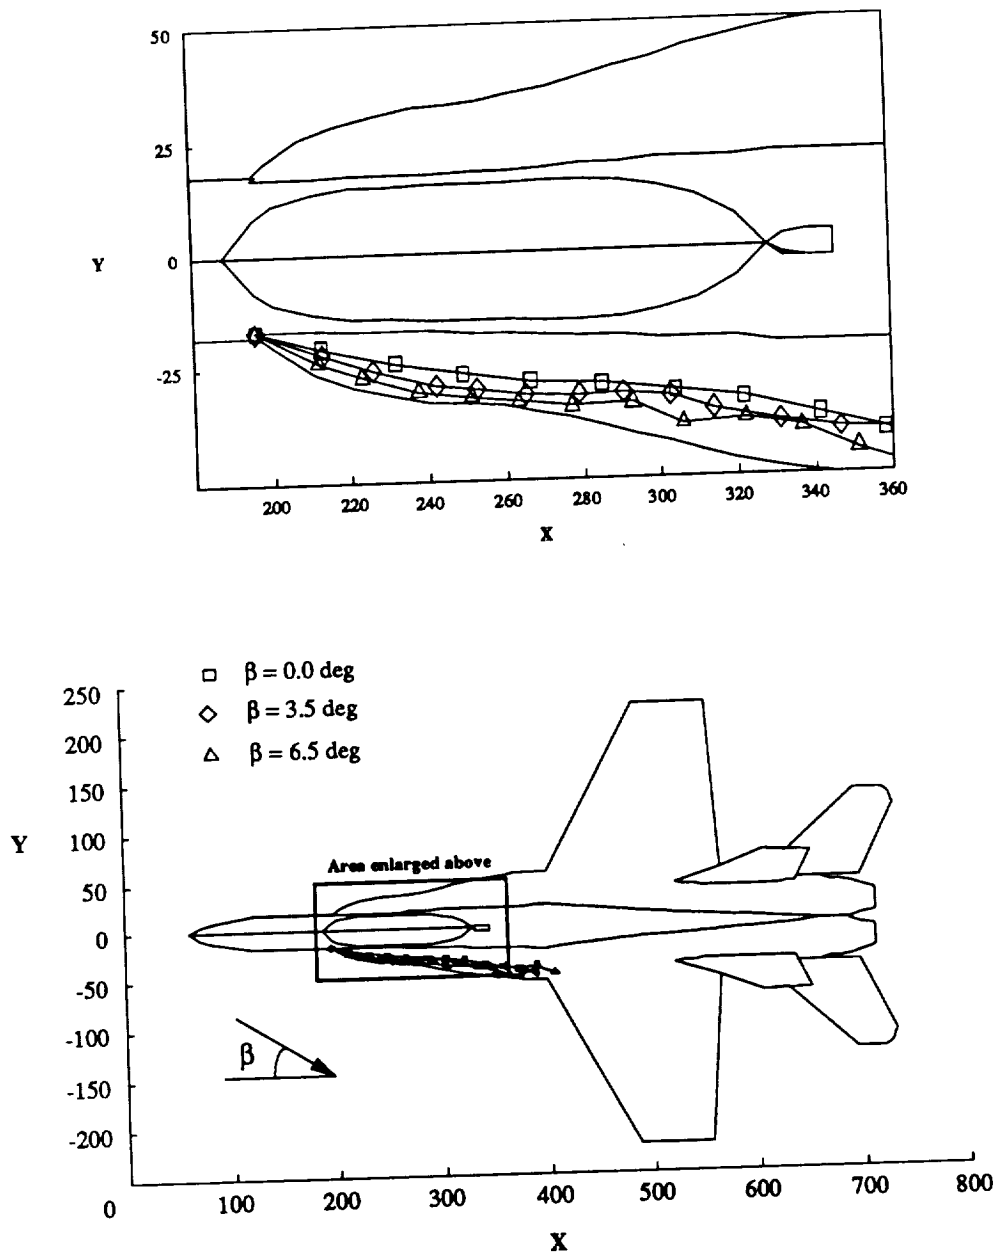 50
25
Y
0
-25
200 220 240 260 280 300 320 340 360
X
β = 0.0 deg
β = 3.5 deg
β = 6.5 deg
250
200
150
Y
100
Area enlarged above
50
0
-50
-100
β
-150
-200
0 100 200 300 400 500 600 700 800
X